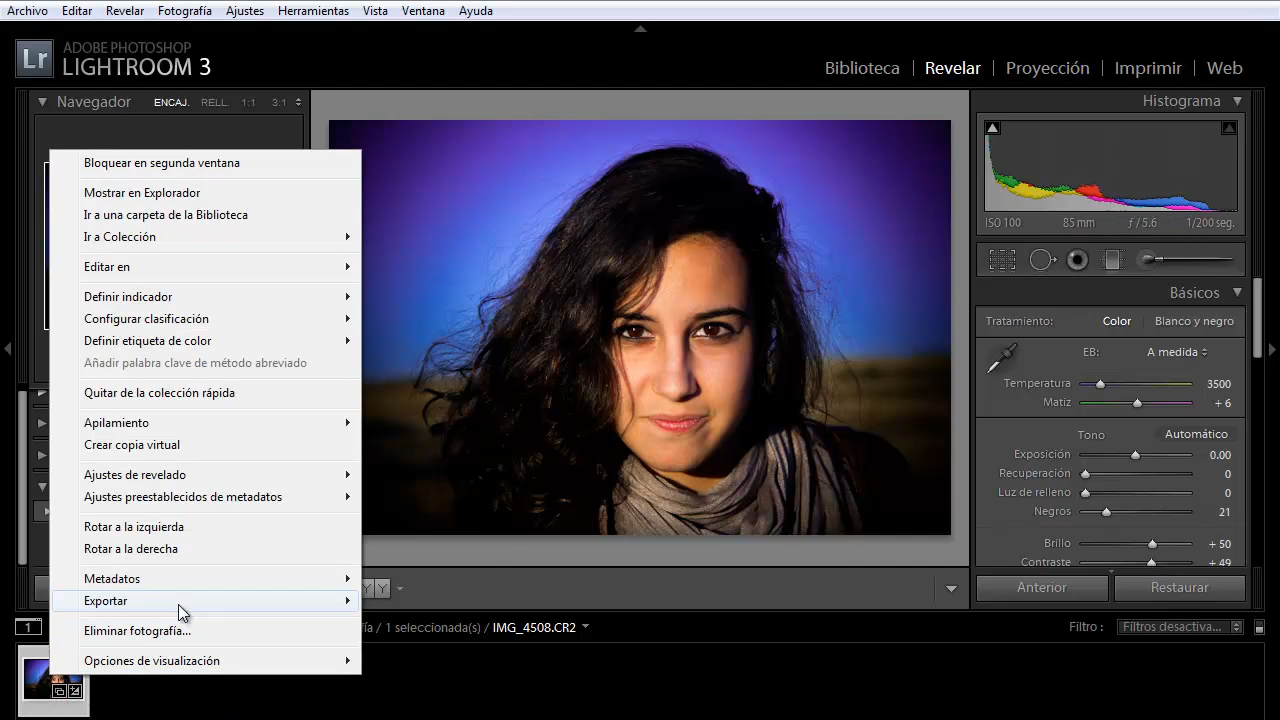 Archivo Editar Revelar Fotografía Ajustes Herramientas Vista Ventana Ayuda
Lr ADOBE PHOTOSHOP
LIGHTROOM 3
Biblioteca | Revelar | Proyección | Imprimir | Web
Navegador ENCAJ. RELL. 1:1 3:1
Bloquear en segunda ventana
Mostrar en Explorador
Ir a una carpeta de la Biblioteca
Ir a Colección
Editar en
Definir indicador
Configurar clasificación
Definir etiqueta de color
Añadir palabra clave de método abreviado
Quitar de la colección rápida
Apilamiento
Crear copia virtual
Ajustes de revelado
Ajustes preestablecidos de metadatos
Rotar a la izquierda
Rotar a la derecha
Metadatos
Exportar
Eliminar fotografía...
Opciones de visualización
Histograma
ISO 100 85 mm ƒ / 5.6 1/200 seg.
Básicos
Tratamiento: Color Blanco y negro
EB: A medida
Temperatura 3500
Matiz + 6
Tono Automático
Exposición 0.00
Recuperación 0
Luz de relleno 0
Negros 21
Brillo + 50
Contraste + 49
Y Y
Anterior Restaurar
1
/ 1 seleccionada(s) / IMG_4508.CR2
Filtro : Filtros desactiva...